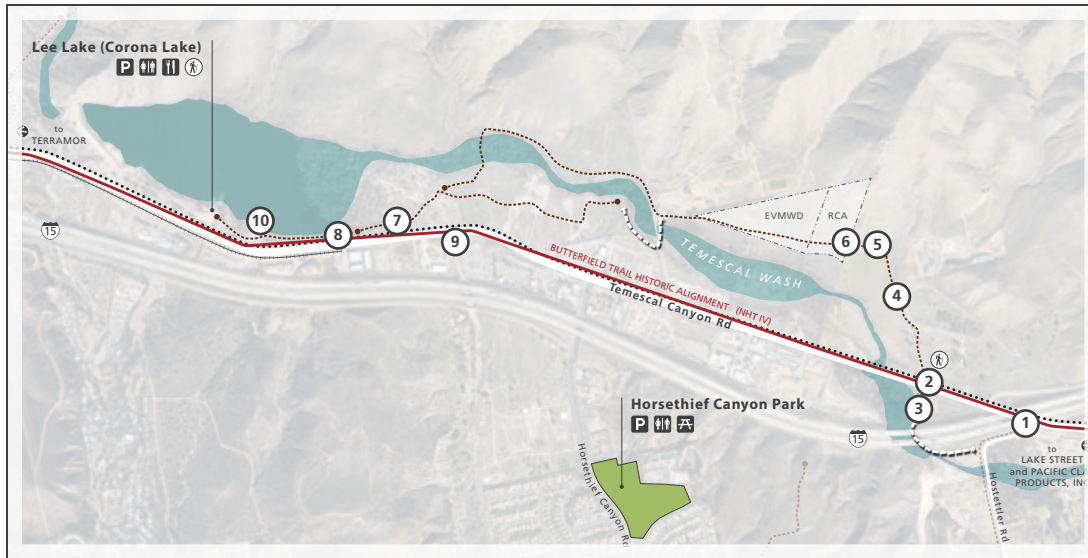 Lee Lake (Corona Lake)
P
to
TERRAMOR
15
10
8
7
9
EVMWD
RCA
6
5
4
TEMESCAL WASH
BUTTERFIELD TRAIL HISTORIC ALIGNMENT (NHT IV)
Temescal Canyon Rd
2
3
1
15
Horsethief Canyon Park
P
Horsethief Canyon Rd
to
LAKE STREET
and PACIFIC CLA
PRODUCTS, INC
Hostettler Rd